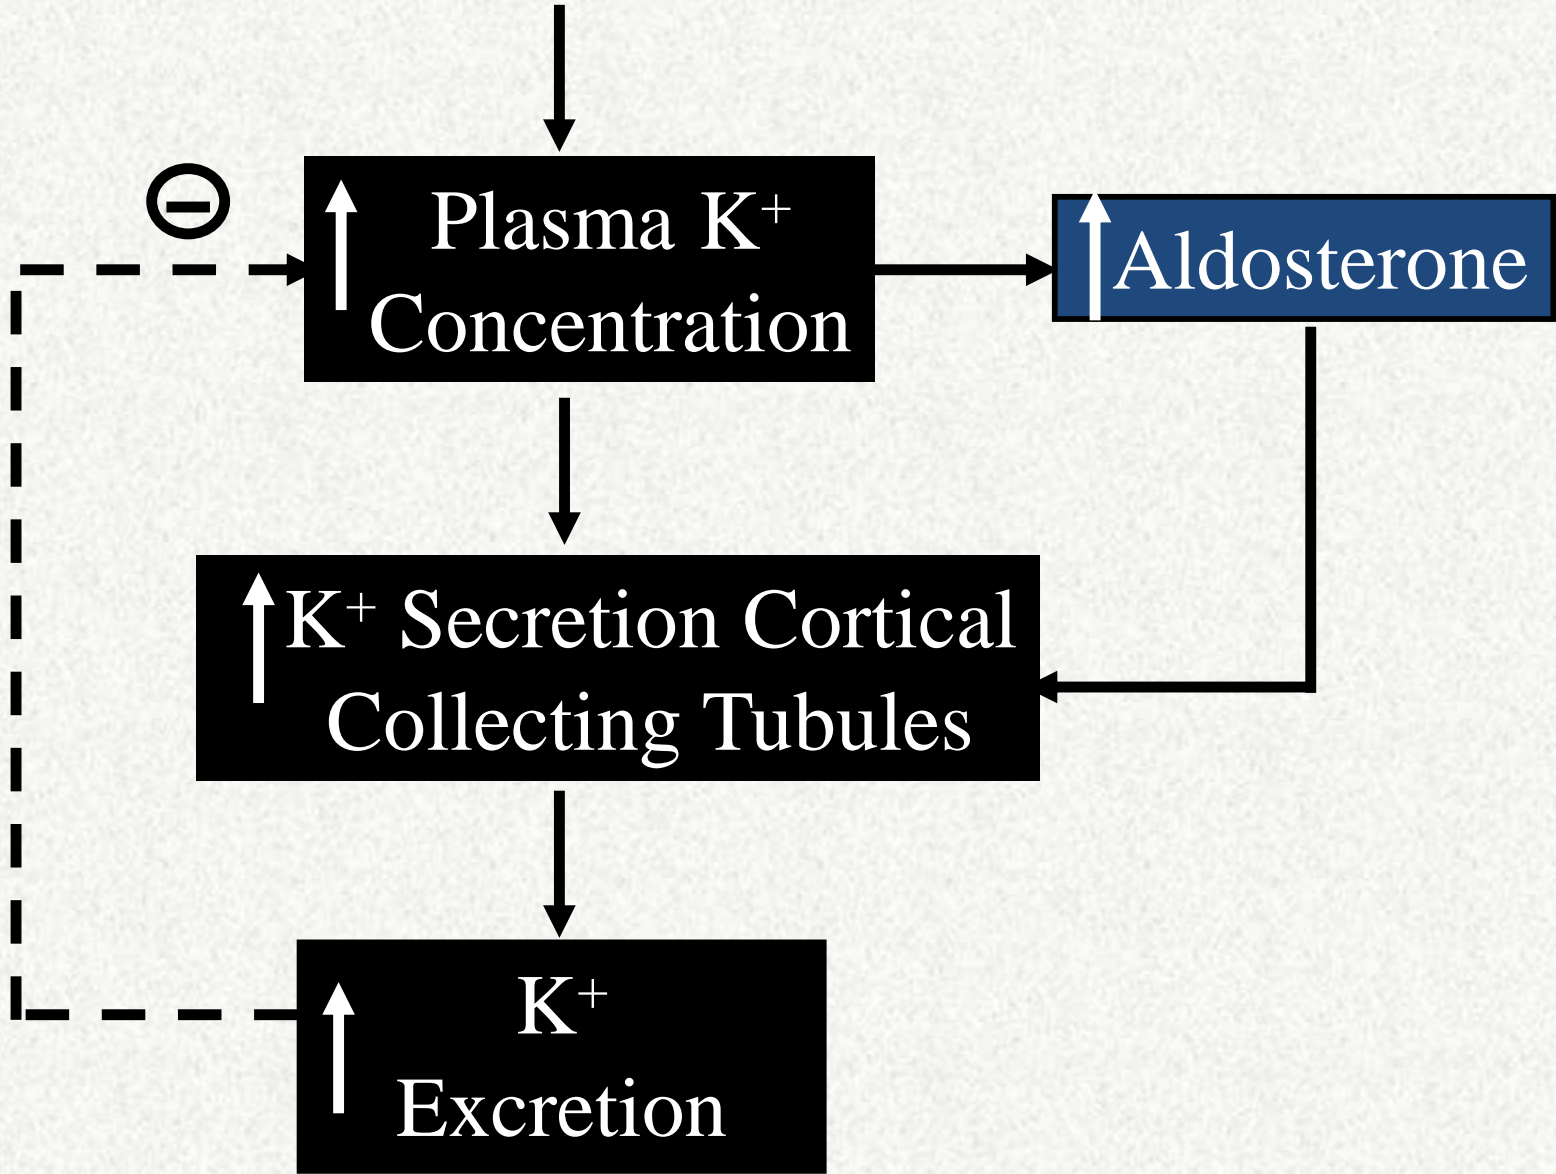 Plasma K⁺
Concentration
Aldosterone
K⁺ Secretion Cortical
Collecting Tubules
K⁺
Excretion